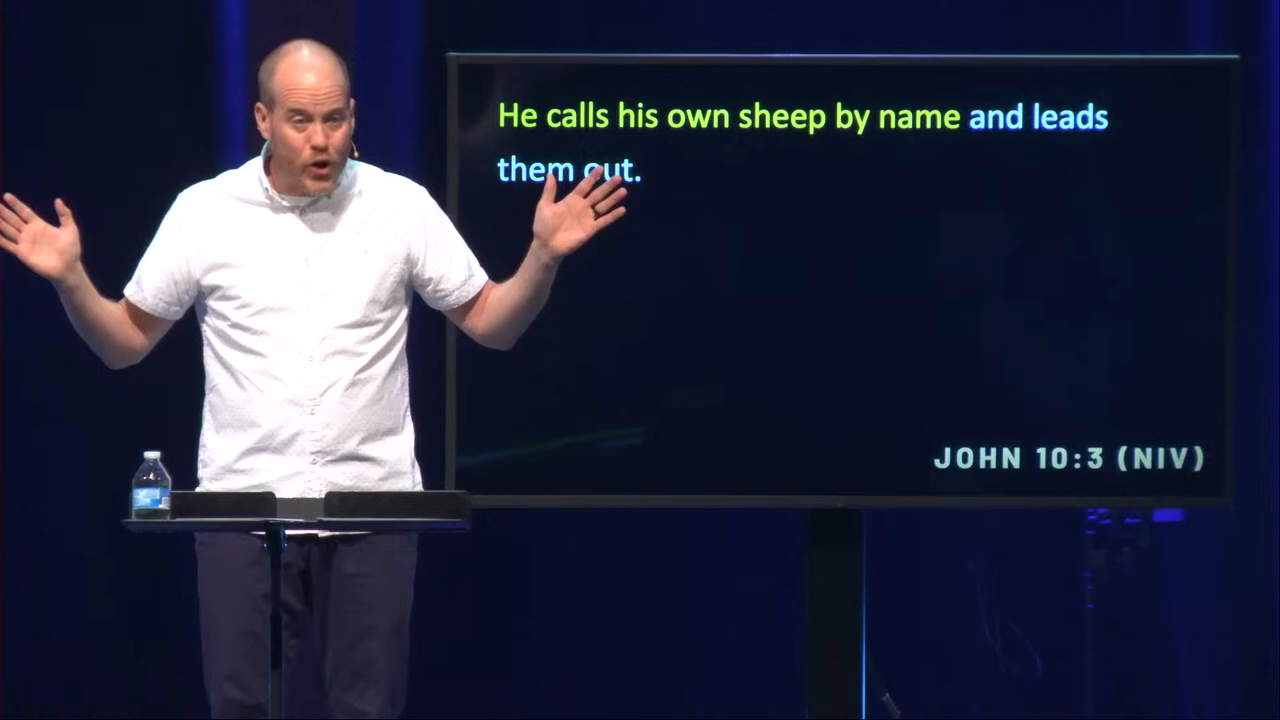 He calls his own sheep by name and leads
them out.
JOHN 10:3 (NIV)